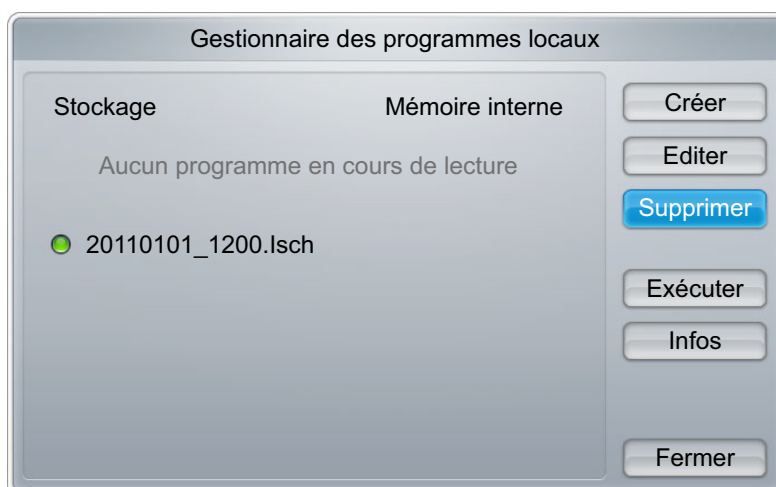 Gestionnaire des programmes locaux
Stockage Mémoire interne
Aucun programme en cours de lecture
20110101_1200.lsch
Créer
Editer
Supprimer
Exécuter
Infos
Fermer